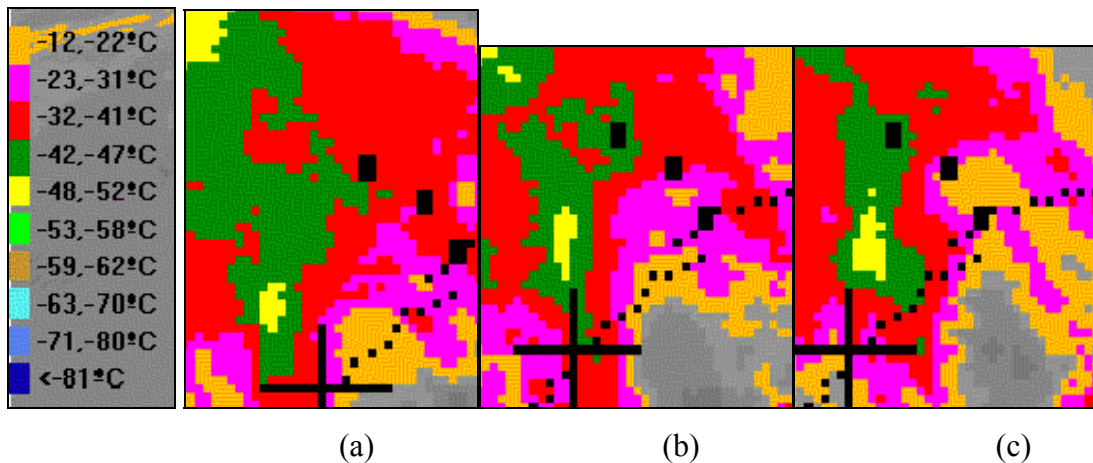 -12,-22ºC
-23,-31ºC
-32,-41ºC
-42,-47ºC
-48,-52ºC
-53,-58ºC
-59,-62ºC
-63,-70ºC
-71,-80ºC
<-81ºC
(a) (b) (c)